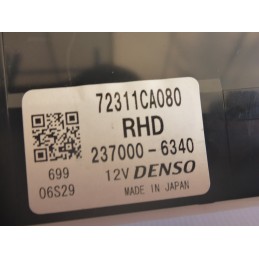 72311CA080
RHD
237000-6340
699
12V DENSO
06S29
MADE IN JAPAN